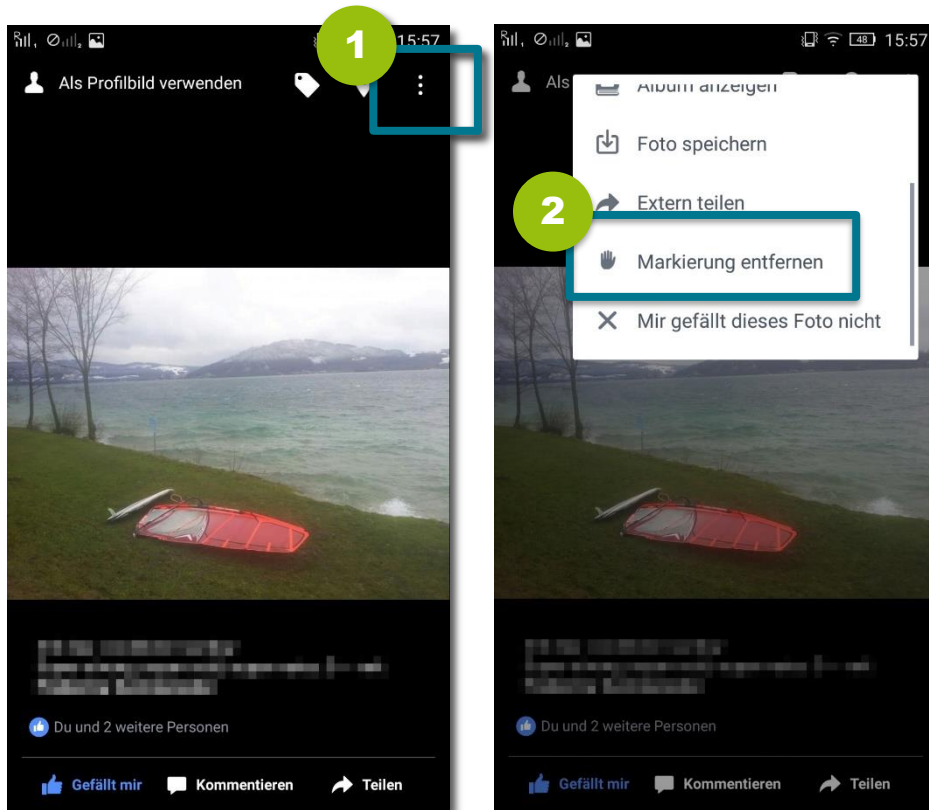 1
15:57
Als Profilbild verwenden
Du und 2 weitere Personen
Gefällt mir
Kommentieren
Teilen
48
15:57
Als
Album anzeigen
Foto speichern
2
Extern teilen
Markierung entfernen
Mir gefällt dieses Foto nicht
Du und 2 weitere Personen
Gefällt mir
Kommentieren
Teilen